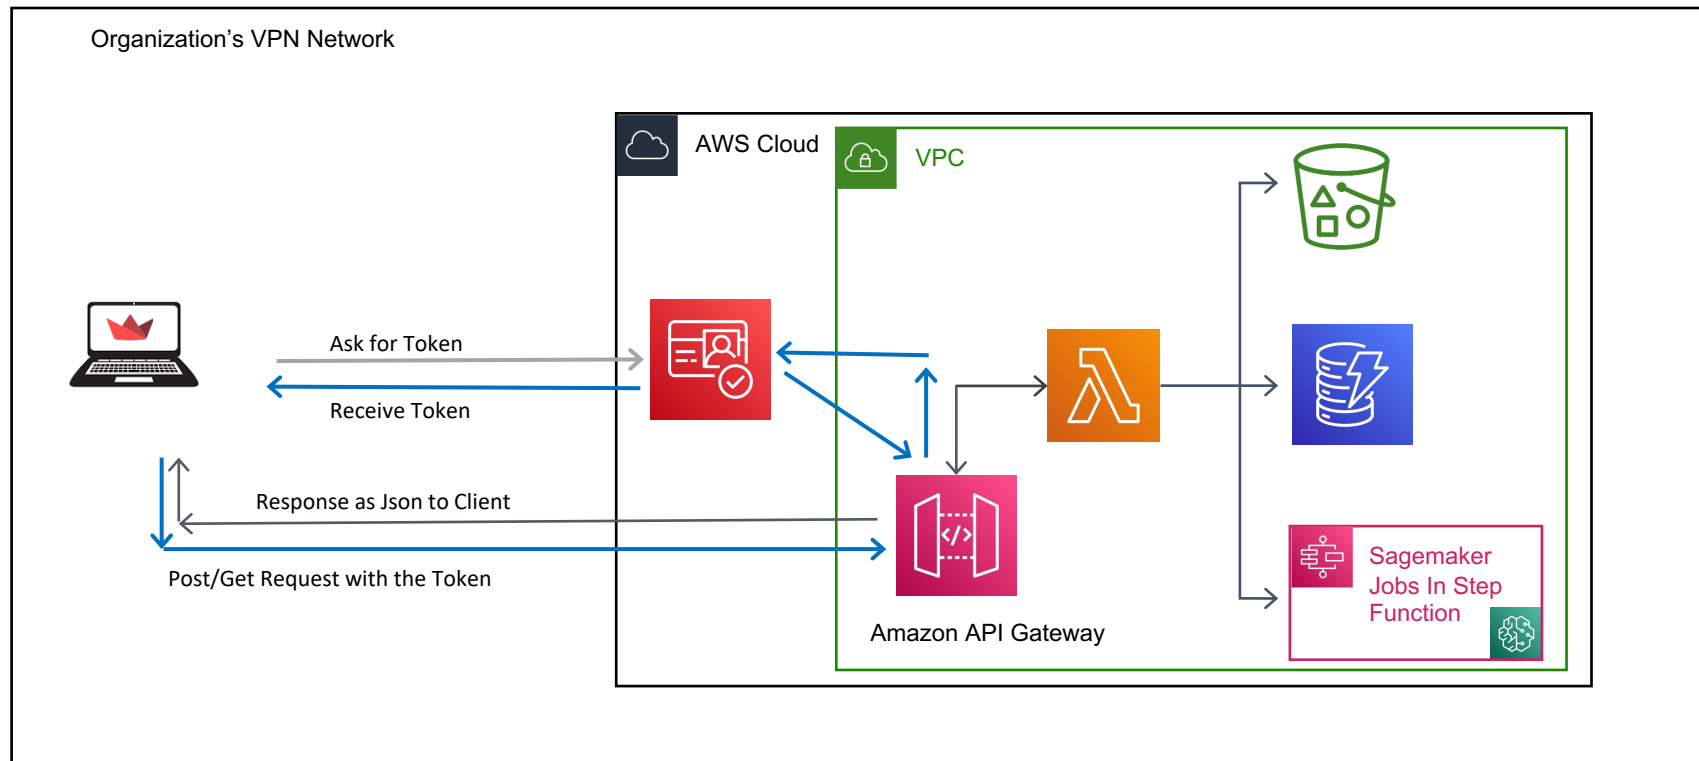 Organization’s VPN Network
AWS Cloud
VPC
Ask for Token
Receive Token
Response as Json to Client
Post/Get Request with the Token
</>
Amazon API Gateway
Sagemaker
Jobs In Step
Function